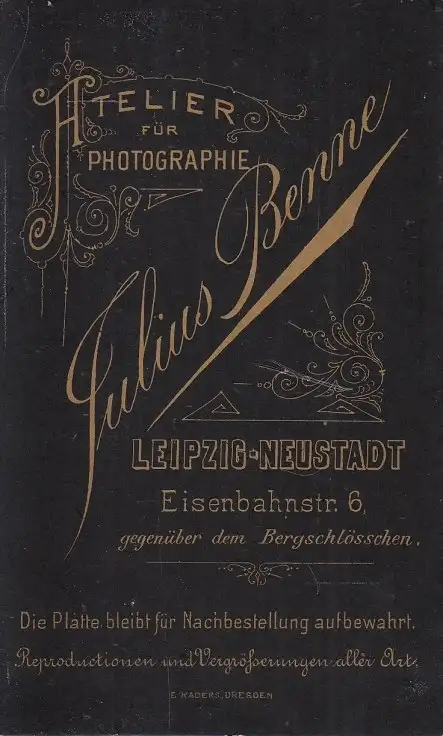 ATELIER
FÜR
PHOTOGRAPHIE
Julius Benne
LEIPZIG-NEUSTADT
Eisenbahnstr. 6,
gegenüber dem Bergschlösschen.
Die Platte bleibt für Nachbestellung aufbewahrt.
Reproductionen und Vergrößerungen aller Art.
E. RADERS, DRESDEN